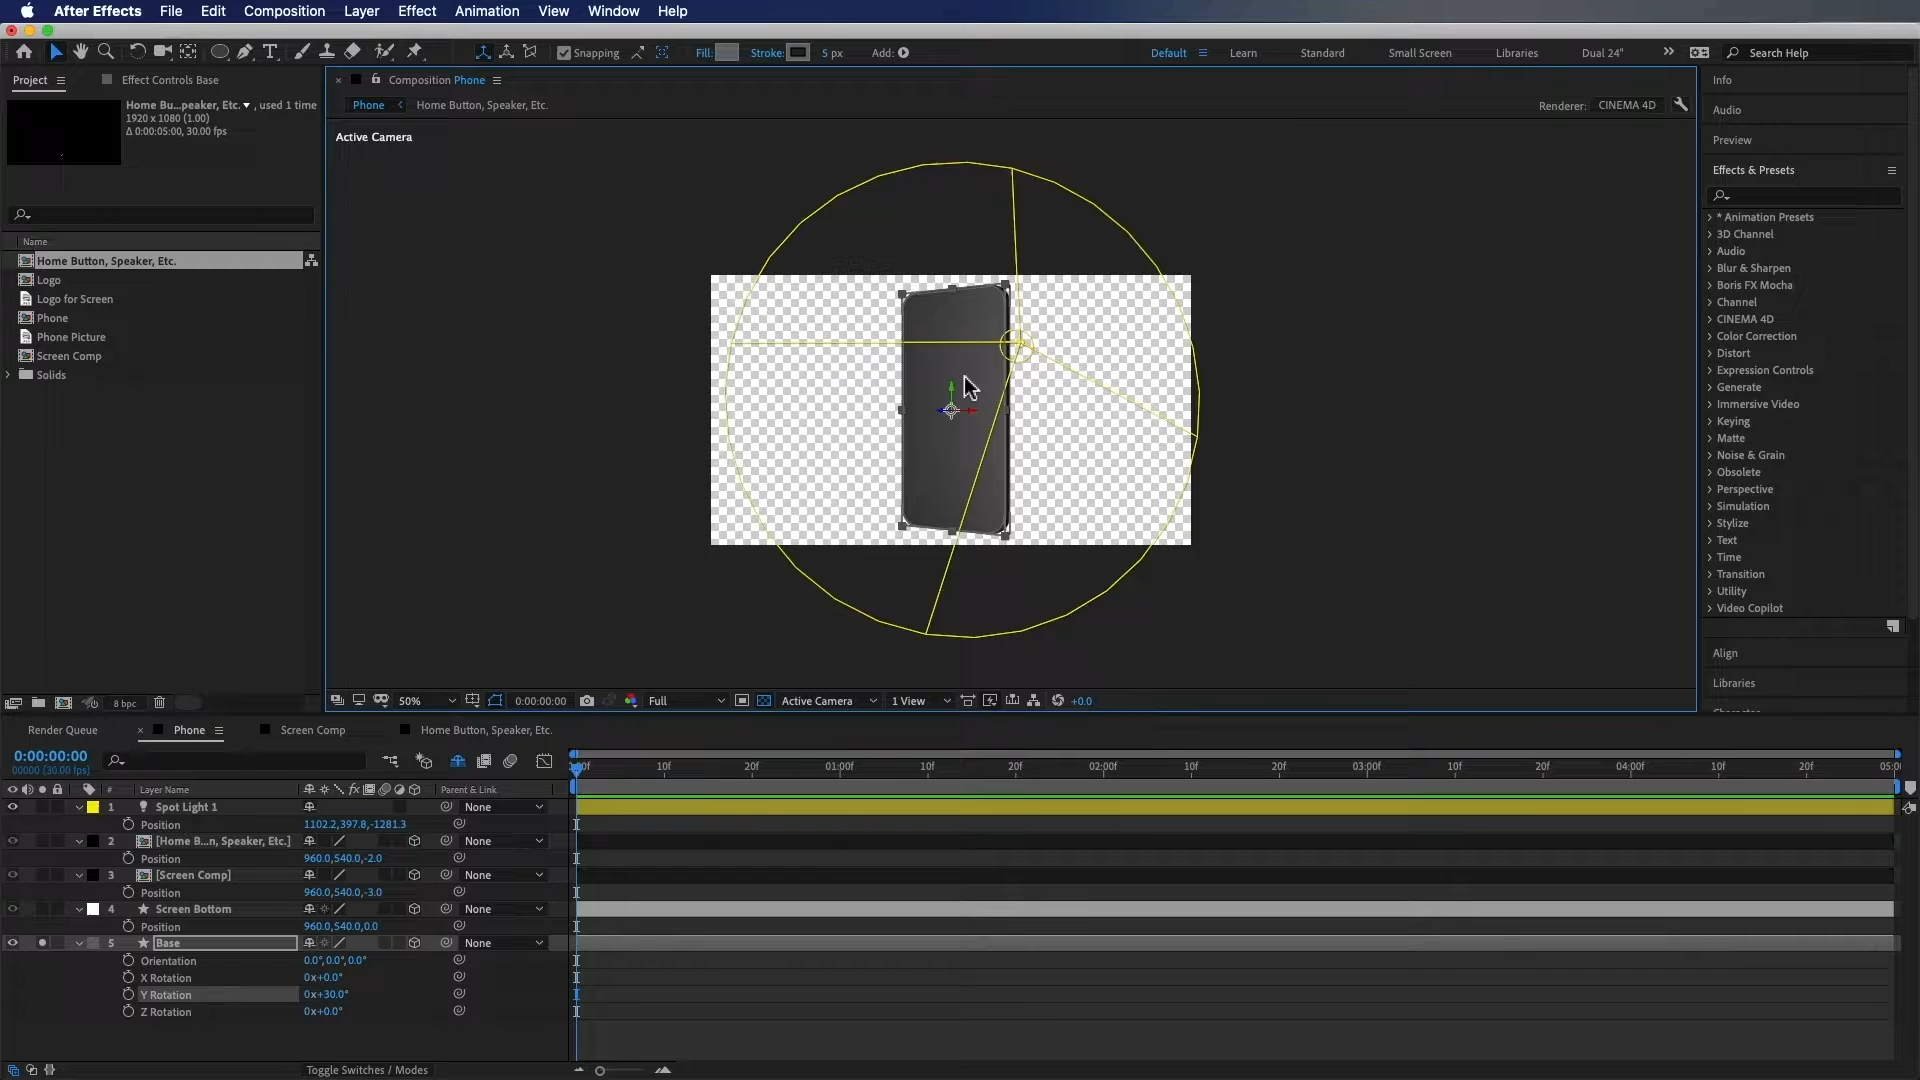 After Effects File Edit Composition Layer Effect Animation View Window Help
Snapping Fill: Stroke: 5 px Add: Default Learn Standard Small Screen Libraries Dual 24" Search Help
Project Effect Controls Base
Home Bu...peaker, Etc. , used 1 time
1920 x 1080 (1.00)
Δ 0:00:05:00, 30.00 fps
Name
Home Button, Speaker, Etc.
Logo
Logo for Screen
Phone
Phone Picture
Screen Comp
Solids
8 bpc
Composition Phone
Phone Home Button, Speaker, Etc. Renderer: CINEMA 4D
Active Camera
50% 0:00:00:00 Full Active Camera 1 View +0.0
Info
Audio
Preview
Effects & Presets
* Animation Presets
3D Channel
Audio
Blur & Sharpen
Boris FX Mocha
Channel
CINEMA 4D
Color Correction
Distort
Expression Controls
Generate
Immersive Video
Keying
Matte
Noise & Grain
Obsolete
Perspective
Simulation
Stylize
Text
Time
Transition
Utility
Video Copilot
Align
Libraries
Render Queue Phone Screen Comp Home Button, Speaker, Etc.
0:00:00:00
00000 (30.00 fps)
10f 20f 01:00f 10f 20f 02:00f 10f 20f 03:00f 10f 20f 04:00f 10f 20f 05:0
# Layer Name fx Parent & Link
1 Spot Light 1 None
Position 1102.2,397.8,-1281.3
2 [Home B...n, Speaker, Etc.] None
Position 960.0,540.0,-2.0
3 [Screen Comp] None
Position 960.0,540.0,-3.0
4 Screen Bottom None
Position 960.0,540.0,0.0
5 Base None
Orientation 0.0°,0.0°,0.0°
X Rotation 0x+0.0°
Y Rotation 0x+30.0°
Z Rotation 0x+0.0°
Toggle Switches / Modes